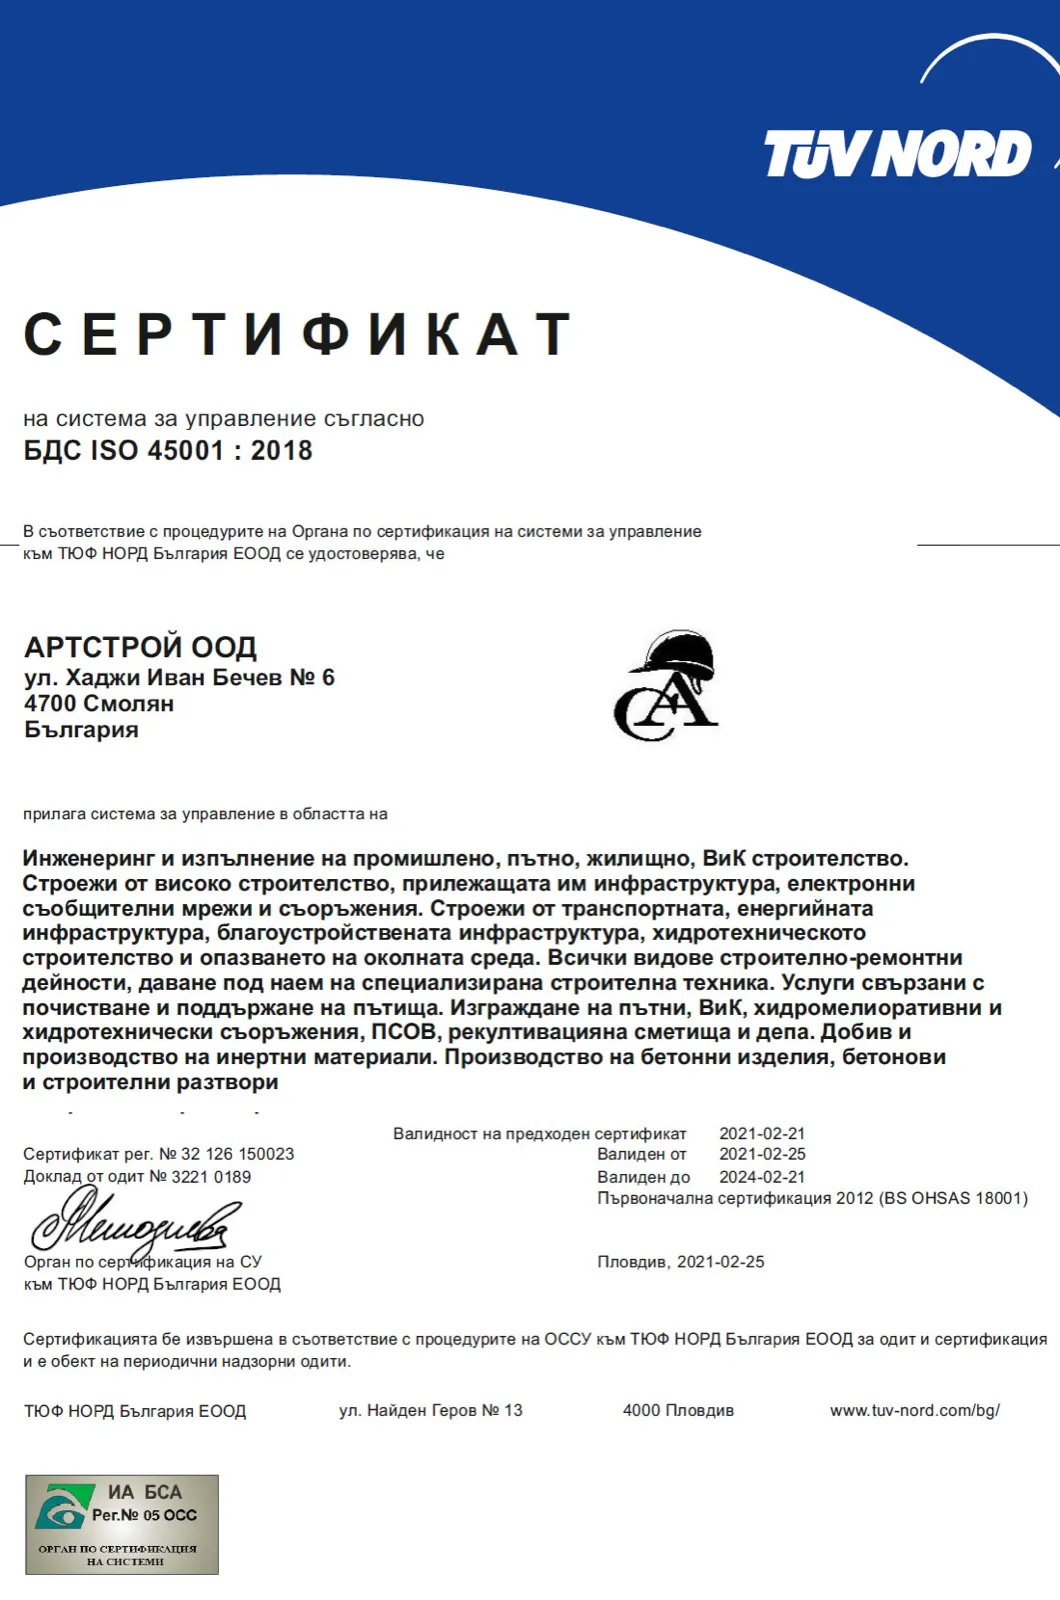 TÜV NORD
СЕРТИФИКАТ
на система за управление съгласно
БДС ISO 45001 : 2018
В съответствие с процедурите на Органа по сертификация на системи за управление
към ТЮФ НОРД България ЕООД се удостоверява, че
АРТСТРОЙ ООД
ул. Хаджи Иван Бечев № 6
4700 Смолян
България
прилага система за управление в областта на
Инженеринг и изпълнение на промишлено, пътно, жилищно, ВиК строителство.
Строежи от високо строителство, прилежащата им инфраструктура, електронни
съобщителни мрежи и съоръжения. Строежи от транспортната, енергийната
инфраструктура, благоустройствената инфраструктура, хидротехническото
строителство и опазването на околната среда. Всички видове строително-ремонтни
дейности, даване под наем на специализирана строителна техника. Услуги свързани с
почистване и поддържане на пътища. Изграждане на пътни, ВиК, хидромелиоративни и
хидротехнически съоръжения, ПСОВ, рекултивацияна сметища и депа. Добив и
производство на инертни материали. Производство на бетонни изделия, бетонови
и строителни разтвори
Валидност на предходен сертификат 2021-02-21
Сертификат рег. № 32 126 150023 Валиден от 2021-02-25
Доклад от одит № 3221 0189 Валиден до 2024-02-21
Първоначална сертификация 2012 (BS OHSAS 18001)
Орган по сертификация на СУ Пловдив, 2021-02-25
към ТЮФ НОРД България ЕООД
Сертификацията бе извършена в съответствие с процедурите на ОССУ към ТЮФ НОРД България ЕООД за одит и сертификация
и е обект на периодични надзорни одити.
ТЮФ НОРД България ЕООД ул. Найден Геров № 13 4000 Пловдив www.tuv-nord.com/bg/
ИА БСА
Рег.№ 05 ОСС
ОРГАН ПО СЕРТИФИКАЦИЯ
НА СИСТЕМИ